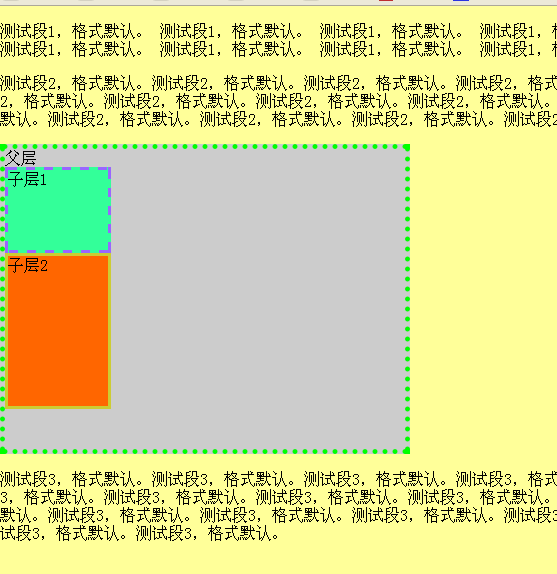 测试段1，格式默认。 测试段1，格式默认。 测试段1，格式默认。 测试段1，
测试段1，格式默认。 测试段1，格式默认。 测试段1，格式默认。 测试段1，
测试段2，格式默认。测试段2，格式默认。测试段2，格式默认。测试段2，格式默
2，格式默认。测试段2，格式默认。测试段2，格式默认。测试段2，格式默认。
默认。测试段2，格式默认。测试段2，格式默认。测试段2，格式默认。测试段2
父层
子层1
子层2
测试段3，格式默认。测试段3，格式默认。测试段3，格式默认。测试段3，格式默
3，格式默认。测试段3，格式默认。测试段3，格式默认。测试段3，格式默认。
默认。测试段3，格式默认。测试段3，格式默认。测试段3，格式默认。测试段3
试段3，格式默认。测试段3，格式默认。